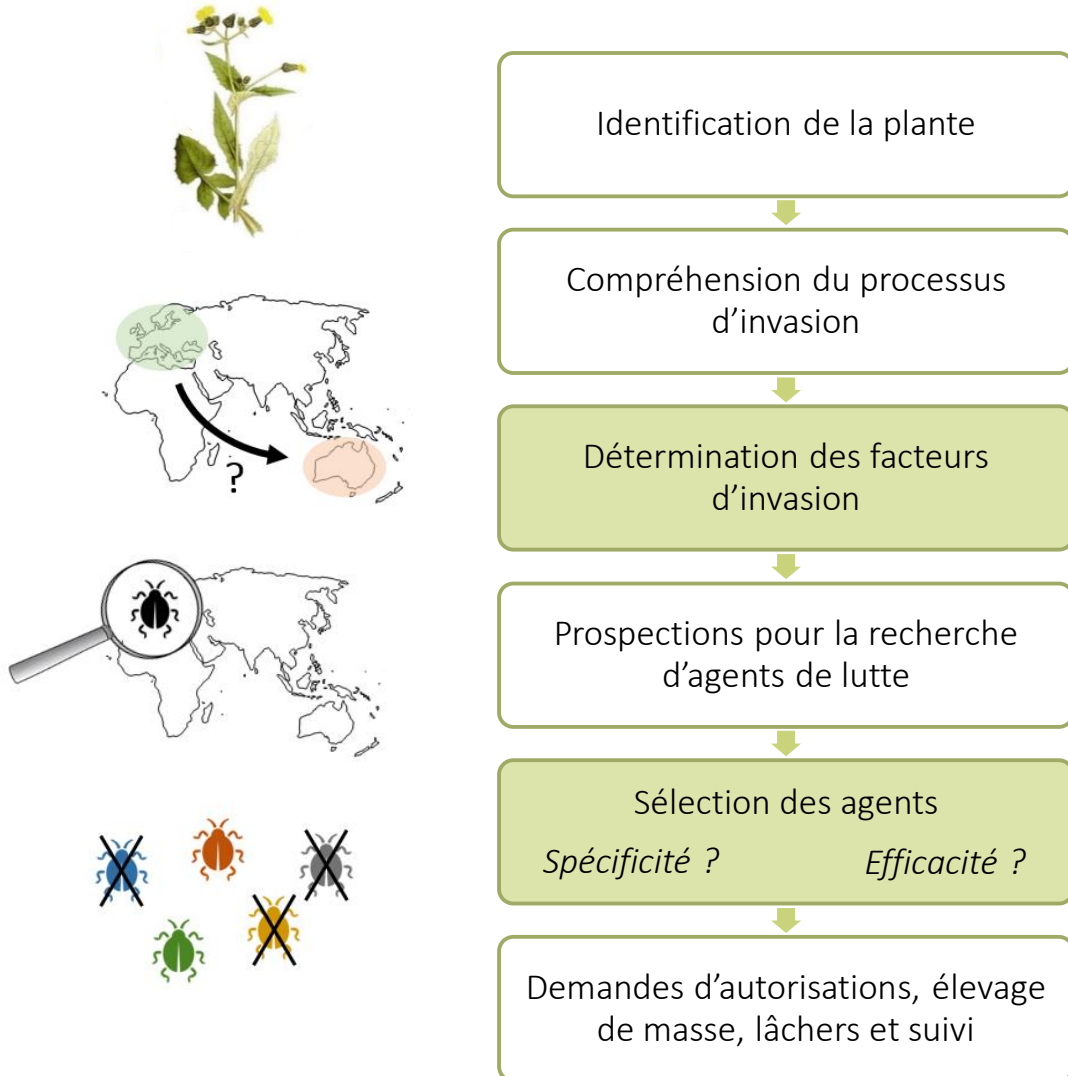 Identification de la plante
Compréhension du processus
d’invasion
?
Détermination des facteurs
d’invasion
Prospections pour la recherche
d’agents de lutte
Sélection des agents
Spécificité ? Efficacité ?
Demandes d’autorisations, élevage
de masse, lâchers et suivi